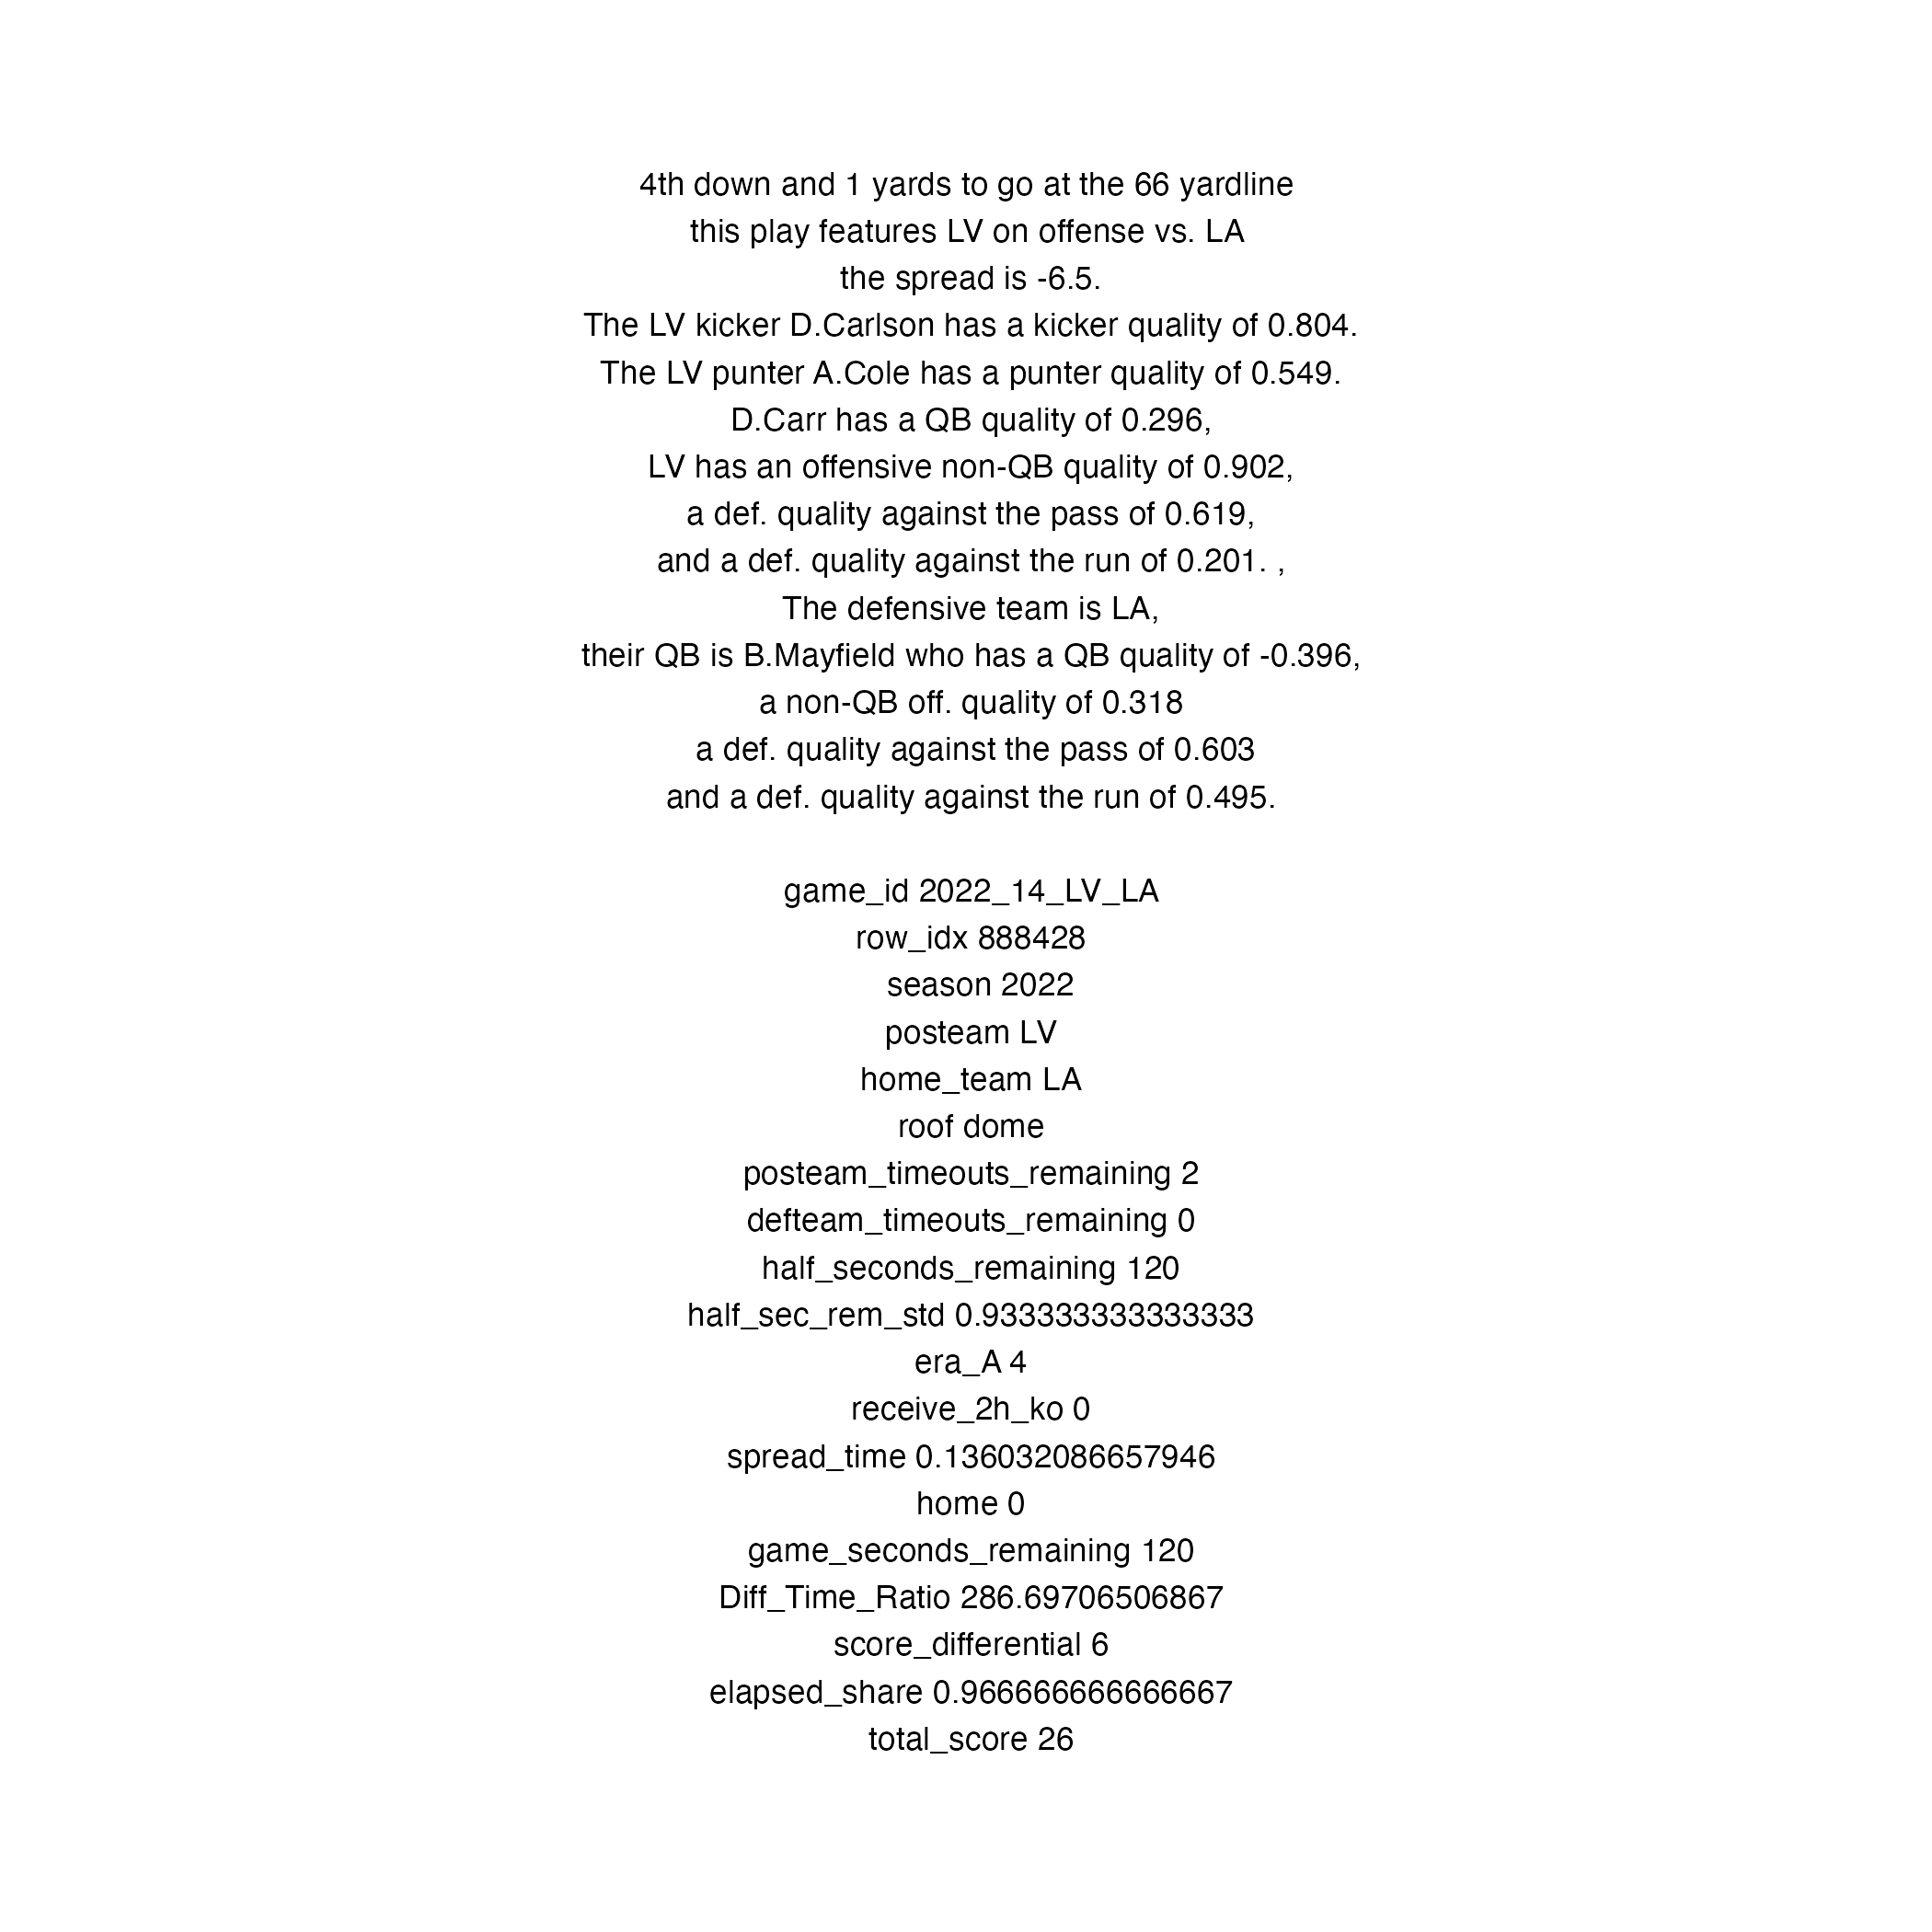 4th down and 1 yards to go at the 66 yardline
this play features LV on offense vs. LA
the spread is -6.5.
The LV kicker D.Carlson has a kicker quality of 0.804.
The LV punter A.Cole has a punter quality of 0.549.
D.Carr has a QB quality of 0.296,
LV has an offensive non-QB quality of 0.902,
a def. quality against the pass of 0.619,
and a def. quality against the run of 0.201. ,
The defensive team is LA,
their QB is B.Mayfield who has a QB quality of -0.396,
a non-QB off. quality of 0.318
a def. quality against the pass of 0.603
and a def. quality against the run of 0.495.
game_id 2022_14_LV_LA
row_idx 888428
season 2022
posteam LV
home_team LA
roof dome
posteam_timeouts_remaining 2
defteam_timeouts_remaining 0
half_seconds_remaining 120
half_sec_rem_std 0.933333333333333
era_A 4
receive_2h_ko 0
spread_time 0.136032086657946
home 0
game_seconds_remaining 120
Diff_Time_Ratio 286.69706506867
score_differential 6
elapsed_share 0.966666666666667
total_score 26